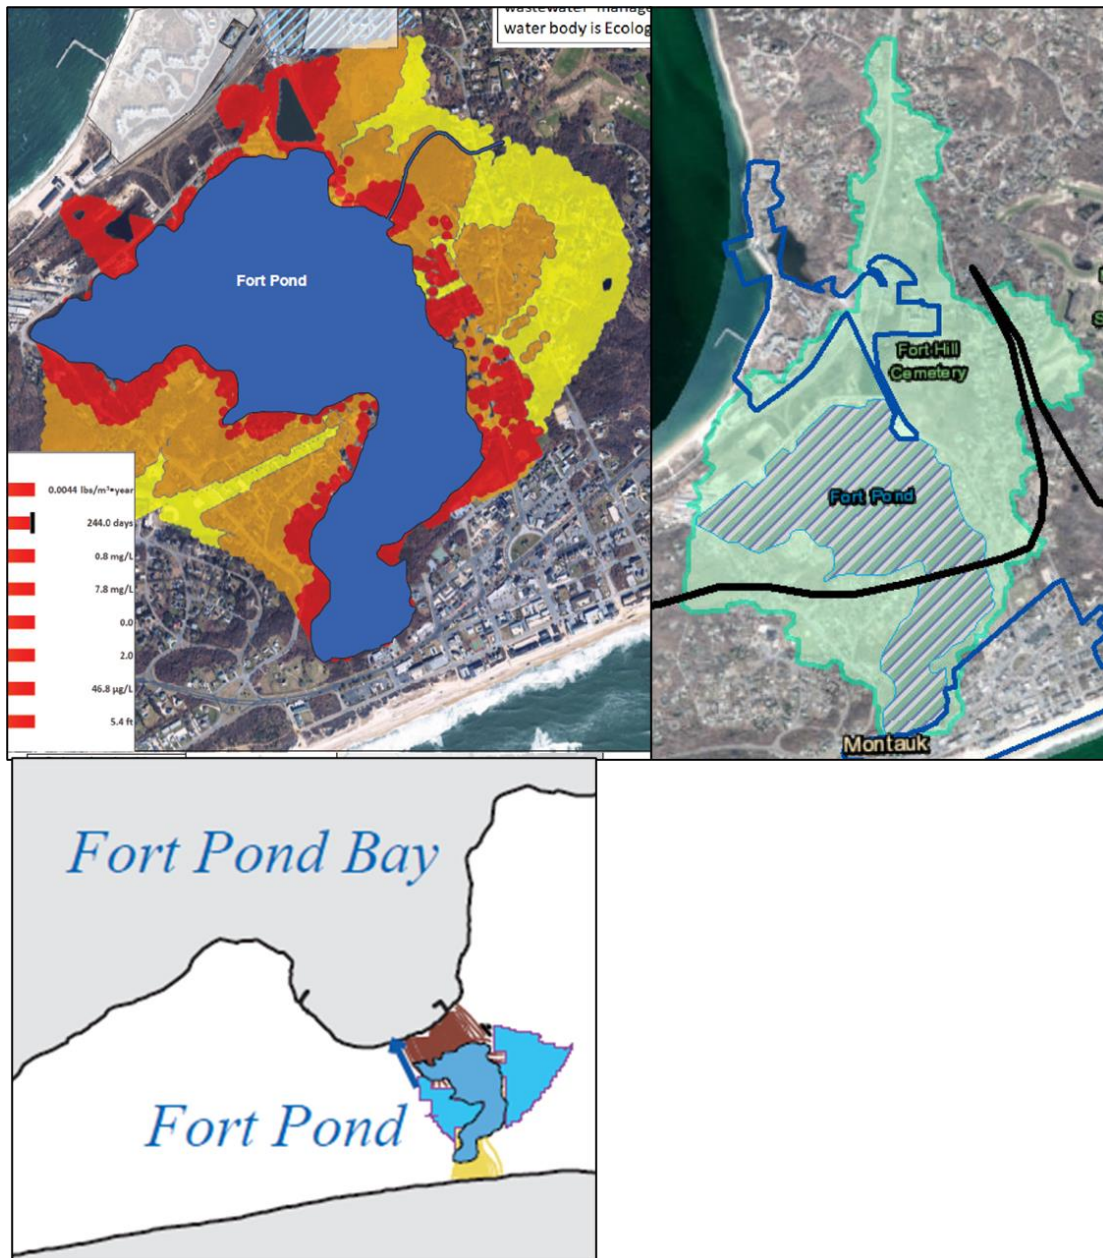 water body is Ecolog
Fort Pond
0.0044 lbs/m³•year
244.0 days
0.8 mg/L
7.8 mg/L
0.0
2.0
46.8 µg/L
5.4 ft
Fort Hill
Cemetery
Fort Pond
Montauk
Fort Pond Bay
Fort Pond